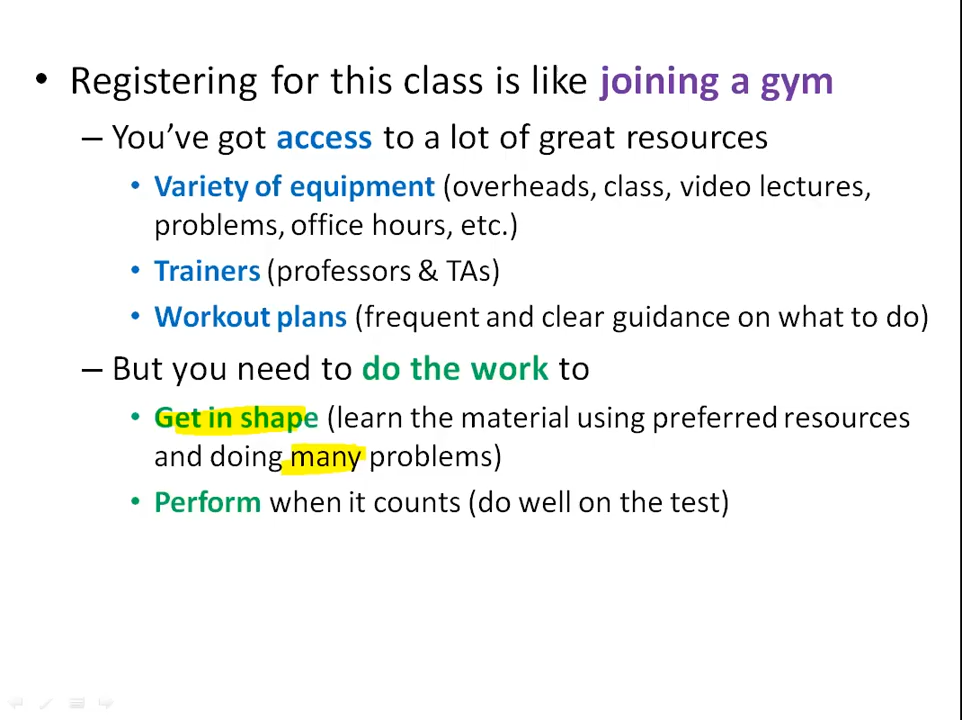 • Registering for this class is like joining a gym
– You've got access to a lot of great resources
• Variety of equipment (overheads, class, video lectures,
problems, office hours, etc.)
• Trainers (professors & TAs)
• Workout plans (frequent and clear guidance on what to do)
– But you need to do the work to
• Get in shape (learn the material using preferred resources
and doing many problems)
• Perform when it counts (do well on the test)